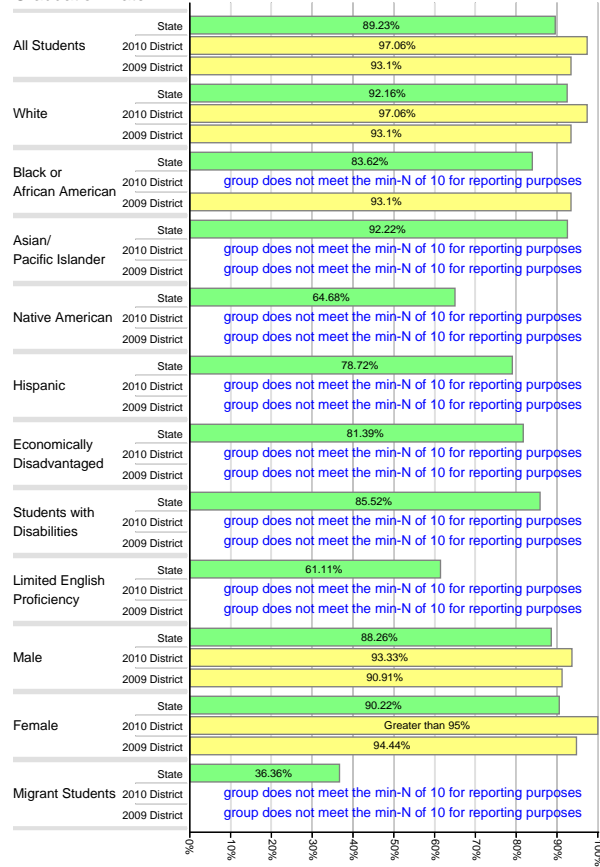 All Students
State
89.23%
2010 District
97.06%
2009 District
93.1%
White
State
92.16%
2010 District
97.06%
2009 District
93.1%
Black or
African American
State
83.62%
2010 District
group does not meet the min-N of 10 for reporting purposes
2009 District
93.1%
Asian/
Pacific Islander
State
92.22%
2010 District
group does not meet the min-N of 10 for reporting purposes
2009 District
group does not meet the min-N of 10 for reporting purposes
Native American
State
64.68%
2010 District
group does not meet the min-N of 10 for reporting purposes
2009 District
group does not meet the min-N of 10 for reporting purposes
Hispanic
State
78.72%
2010 District
group does not meet the min-N of 10 for reporting purposes
2009 District
group does not meet the min-N of 10 for reporting purposes
Economically
Disadvantaged
State
81.39%
2010 District
group does not meet the min-N of 10 for reporting purposes
2009 District
group does not meet the min-N of 10 for reporting purposes
Students with
Disabilities
State
85.52%
2010 District
group does not meet the min-N of 10 for reporting purposes
2009 District
group does not meet the min-N of 10 for reporting purposes
Limited English
Proficiency
State
61.11%
2010 District
group does not meet the min-N of 10 for reporting purposes
2009 District
group does not meet the min-N of 10 for reporting purposes
Male
State
88.26%
2010 District
93.33%
2009 District
90.91%
Female
State
90.22%
2010 District
Greater than 95%
2009 District
94.44%
Migrant Students
State
36.36%
2010 District
group does not meet the min-N of 10 for reporting purposes
2009 District
group does not meet the min-N of 10 for reporting purposes
0%
10%
20%
30%
40%
50%
60%
70%
80%
90%
100%